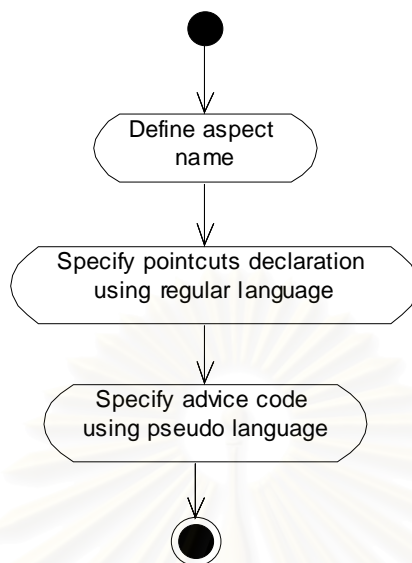 Define aspect
name
Specify pointcuts declaration
using regular language
Specify advice code
using pseudo language